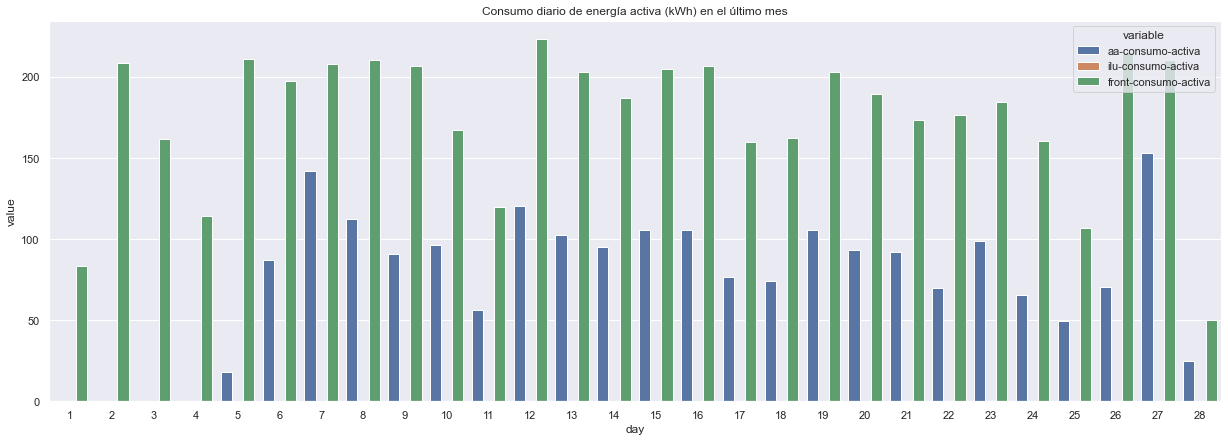 Consumo diario de energía activa (kWh) en el último mes
variable
aa-consumo-activa
ilu-consumo-activa
front-consumo-activa
200
150
100
50
0
value
1 2 3 4 5 6 7 8 9 10 11 12 13 14 15 16 17 18 19 20 21 22 23 24 25 26 27 28
day